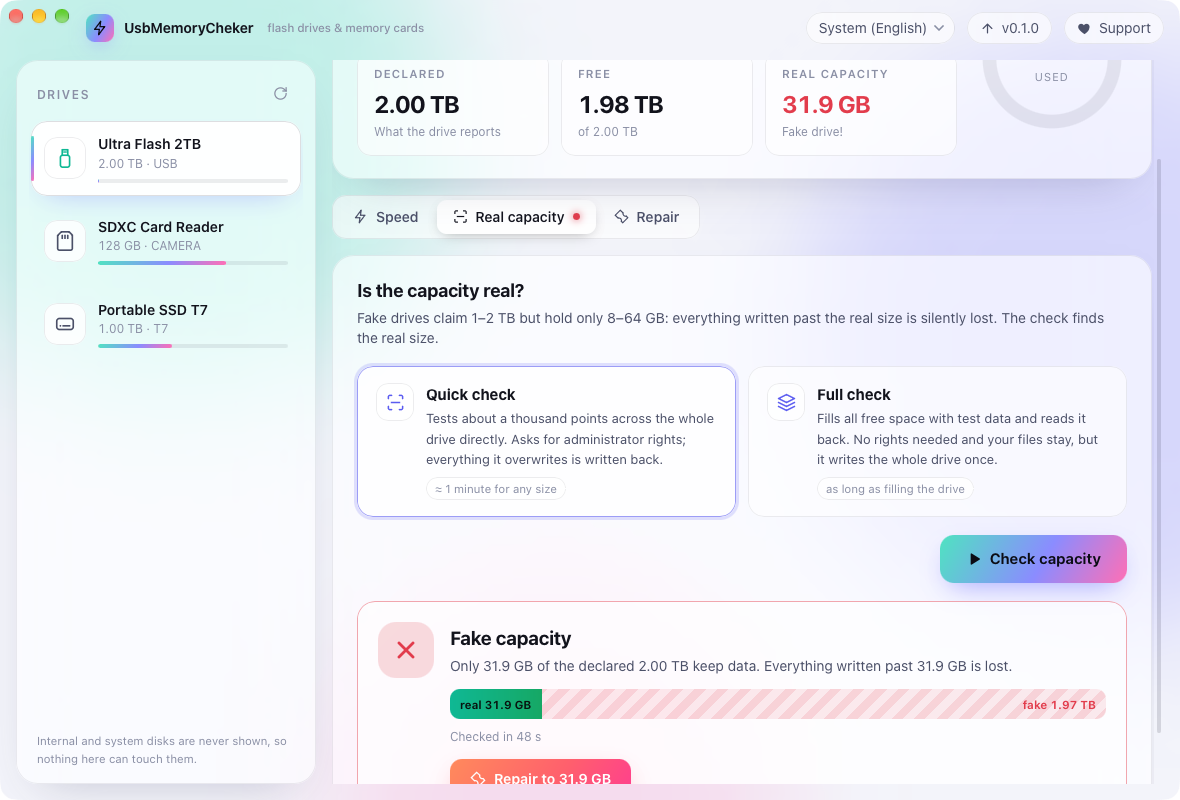 UsbMemoryCheker
flash drives & memory cards
System (English)
v0.1.0
Support
DRIVES
Ultra Flash 2TB
2.00 TB · USB
SDXC Card Reader
128 GB · CAMERA
Portable SSD T7
1.00 TB · T7
Internal and system disks are never shown, so
nothing here can touch them.
DECLARED
2.00 TB
What the drive reports
FREE
1.98 TB
of 2.00 TB
REAL CAPACITY
31.9 GB
Fake drive!
USED
Speed
Real capacity
Repair
Is the capacity real?
Fake drives claim 1–2 TB but hold only 8–64 GB: everything written past the real size is silently lost. The check finds
the real size.
Quick check
Tests about a thousand points across the whole
drive directly. Asks for administrator rights;
everything it overwrites is written back.
≈ 1 minute for any size
Full check
Fills all free space with test data and reads it
back. No rights needed and your files stay, but
it writes the whole drive once.
as long as filling the drive
Check capacity
Fake capacity
Only 31.9 GB of the declared 2.00 TB keep data. Everything written past 31.9 GB is lost.
real 31.9 GB
fake 1.97 TB
Checked in 48 s
Repair to 31.9 GB